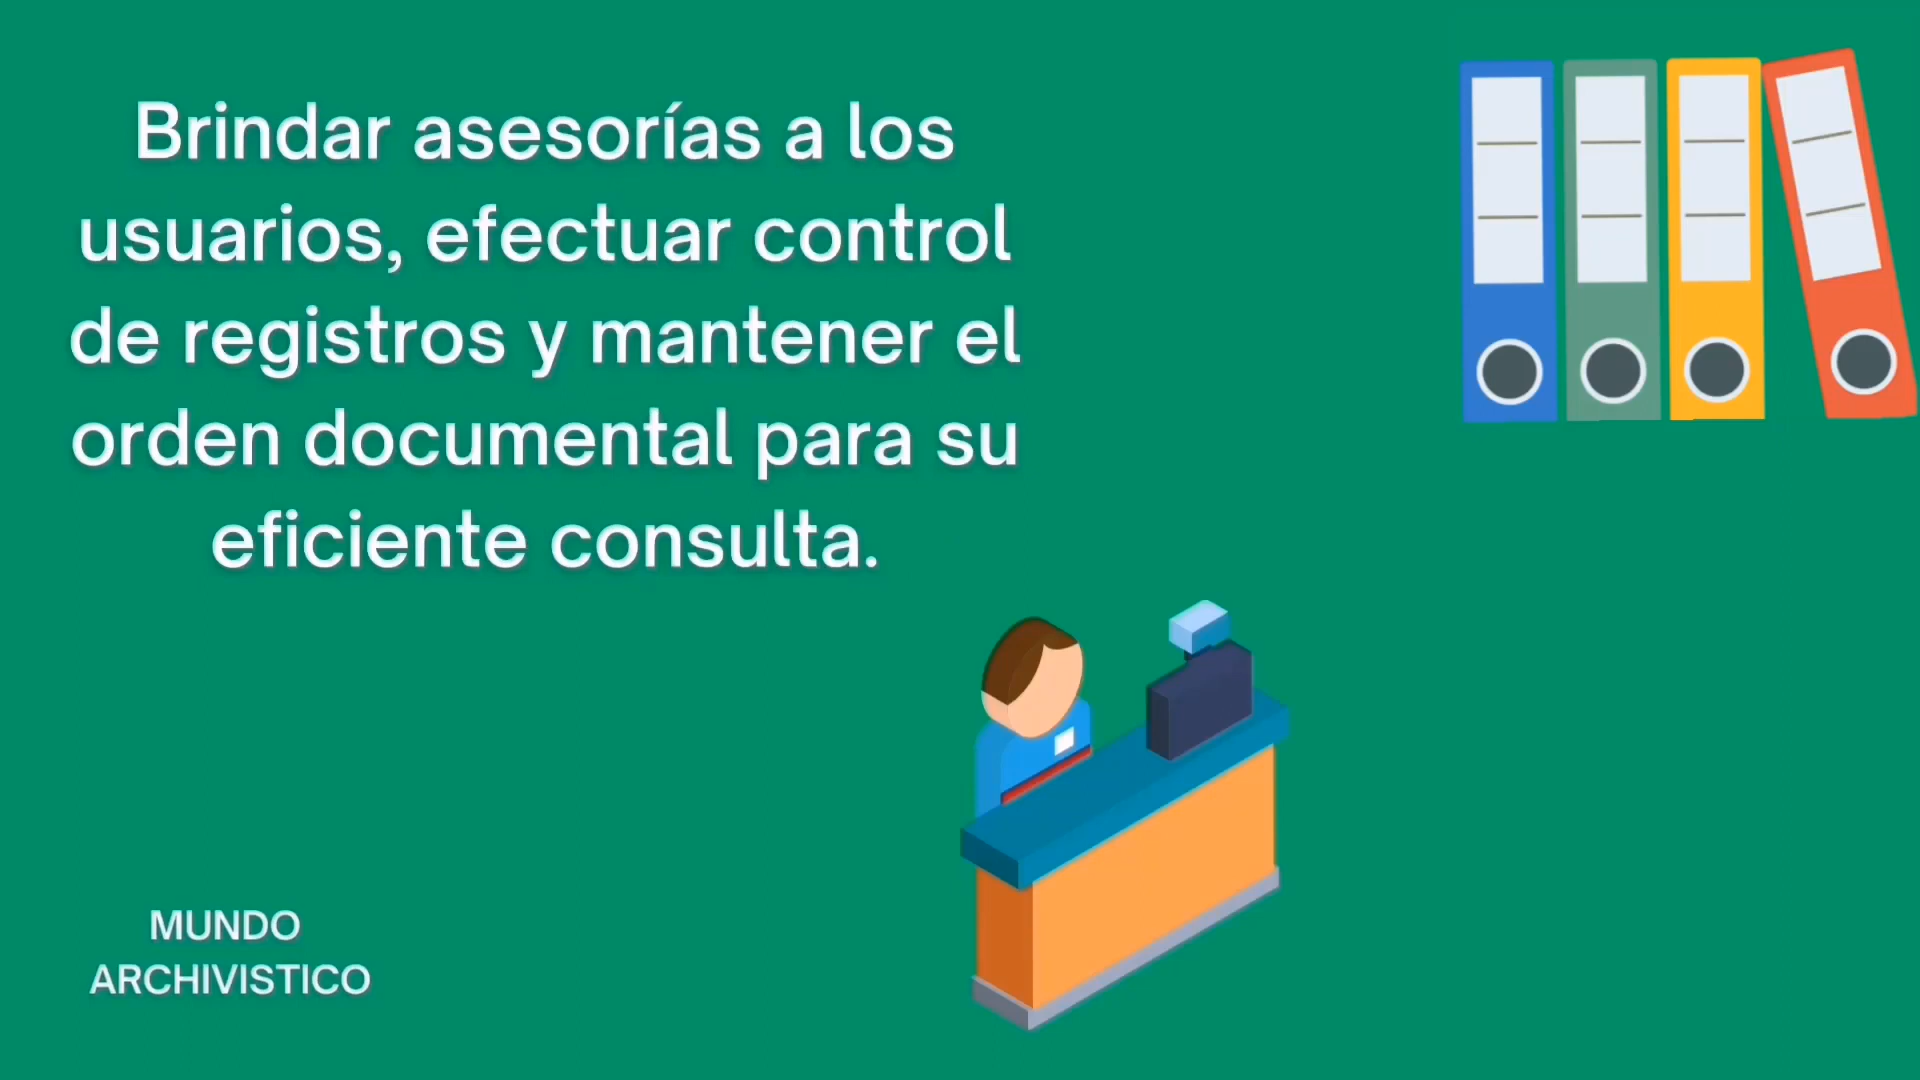 Brindar asesorías a los
usuarios, efectuar control
de registros y mantener el
orden documental para su
eficiente consulta.
MUNDO
ARCHIVISTICO